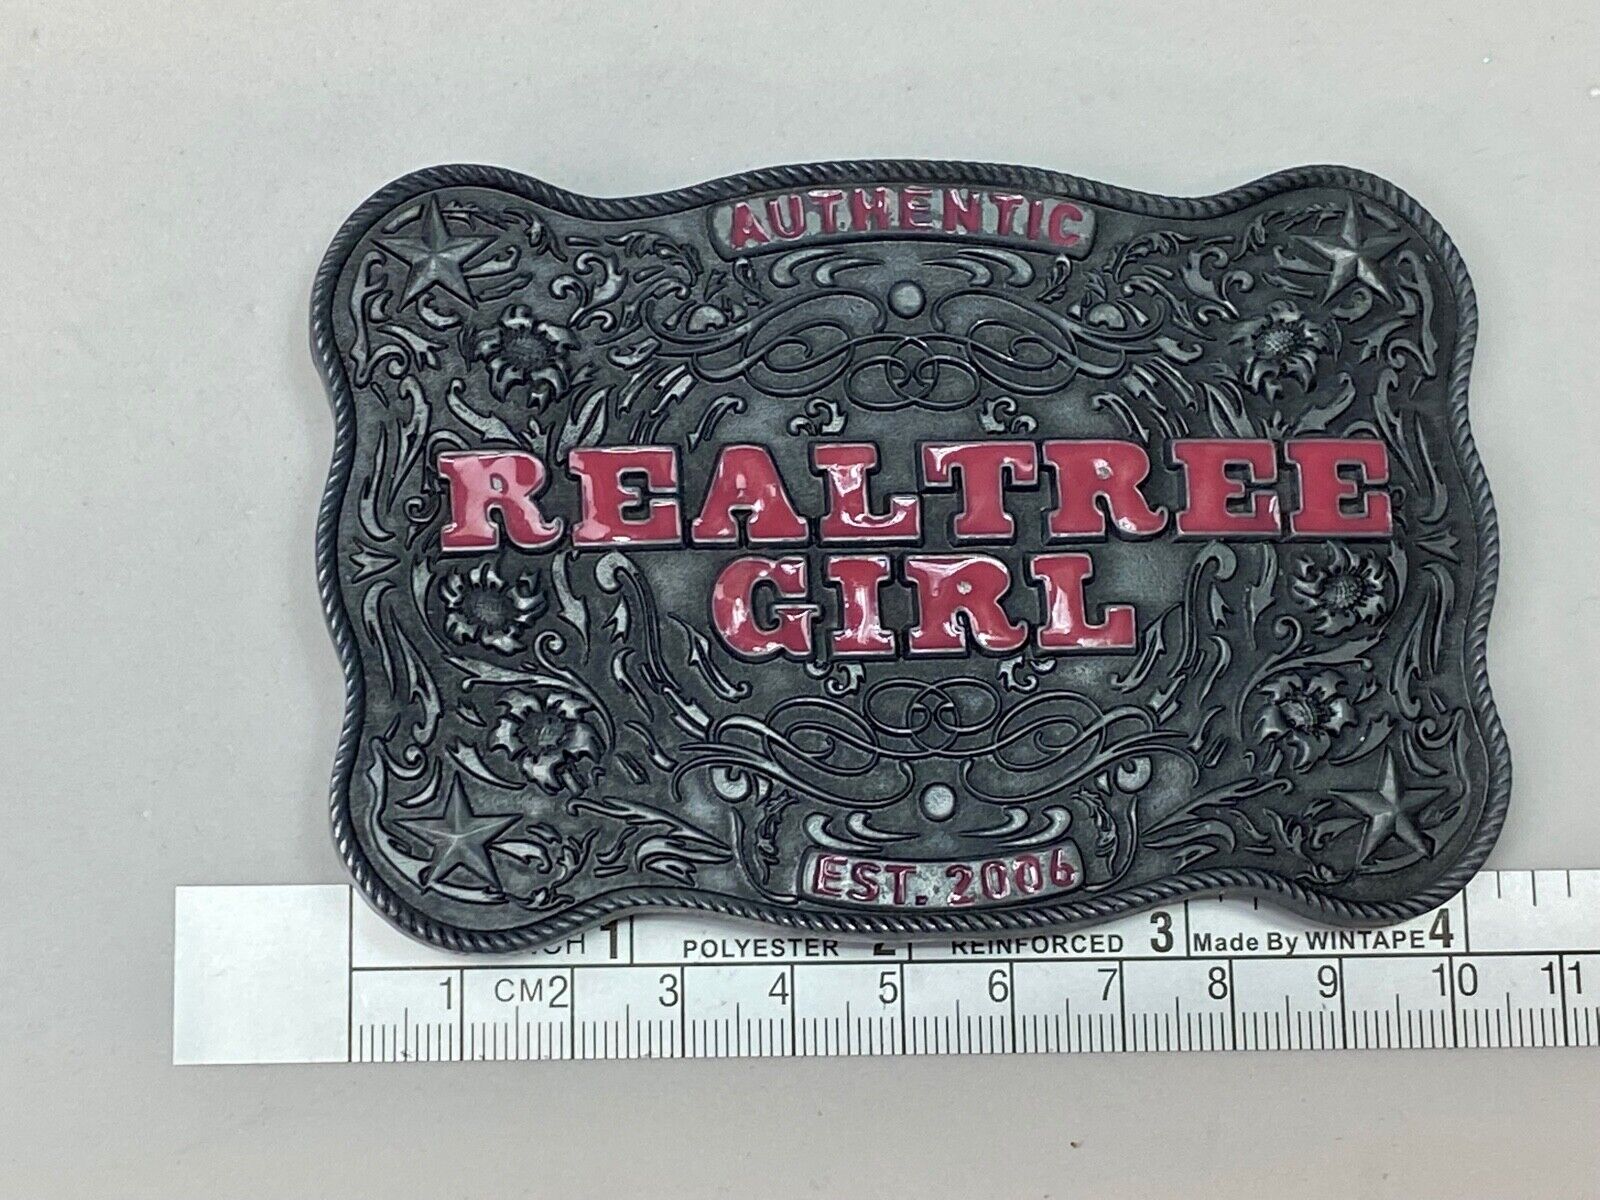 AUTHENTIC
REALTREE
GIRL
EST. 2006
1 POLYESTER 2 REINFORCED 3 Made By WINTAPE 4
1 CM 2 3 4 5 6 7 8 9 10 11